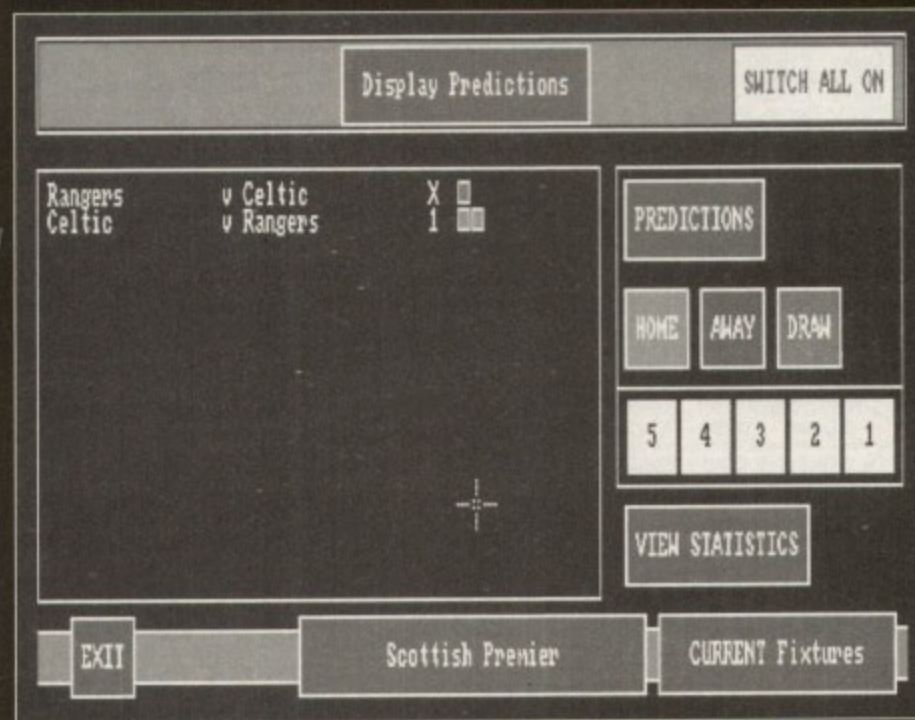 Display Predictions
SWITCH ALL ON
Rangers v Celtic X
Celtic v Rangers 1
PREDICTIONS
HOME AWAY DRAW
5 4 3 2 1
VIEW STATISTICS
EXIT
Scottish Premier
CURRENT Fixtures